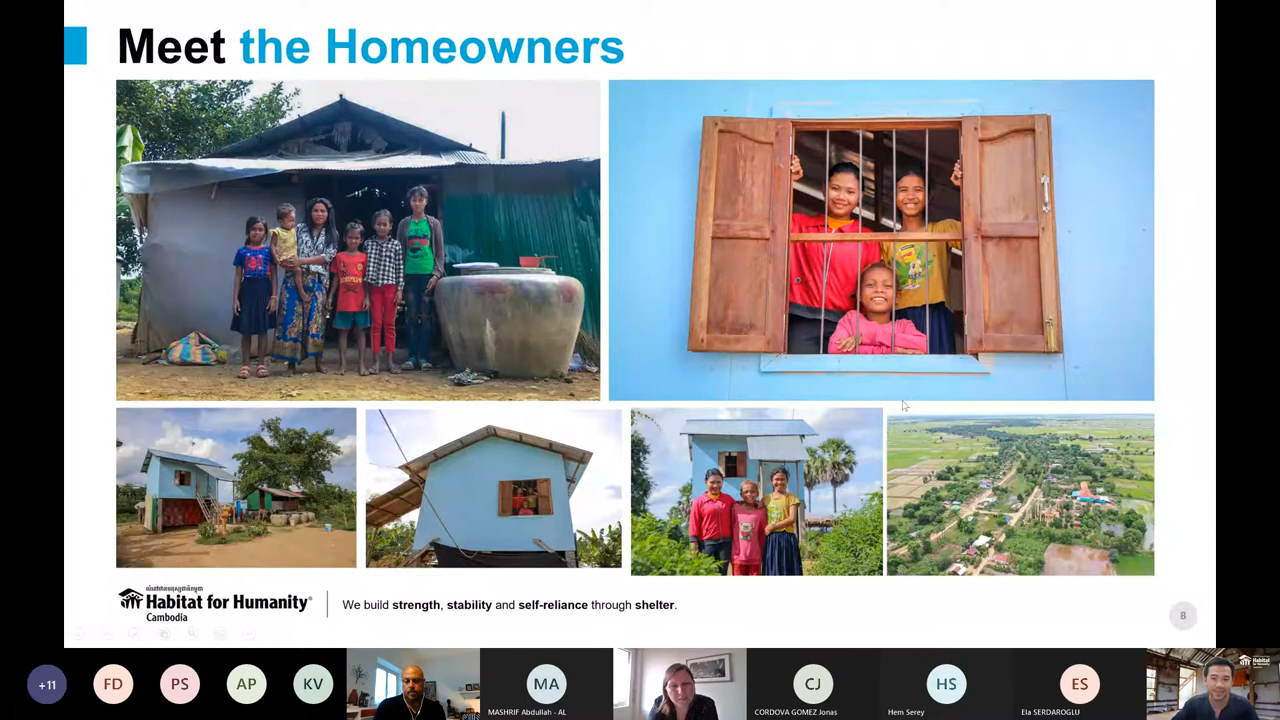 Meet the Homeowners
Habitat for Humanity®
Cambodia
We build strength, stability and self-reliance through shelter.
8
+11
FD
PS
AP
KV
MA
MASHRIF Abdullah - AL
CJ
CORDOVA GOMEZ Jonas
HS
Hem Serey
ES
Ela SERDAROGLU
Habitat